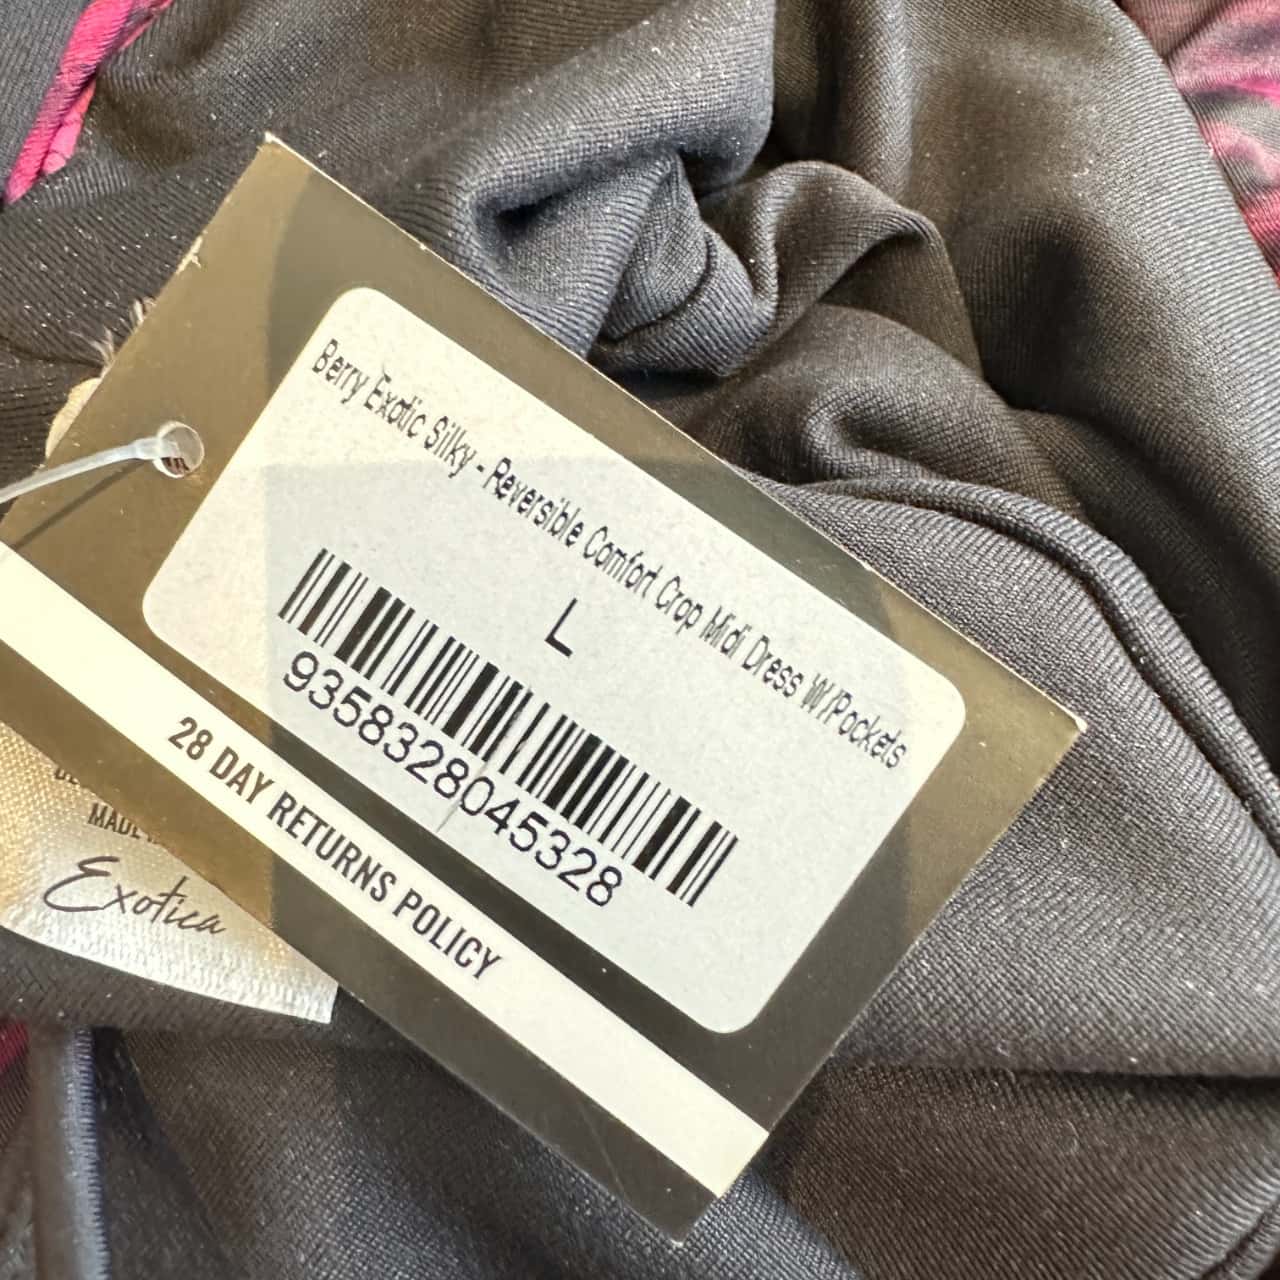 Berry Exotic Silky - Reversible Comfort Crop Midi Dress W/Pockets
L
9358328045328
28 DAY RETURNS POLICY
Exotica